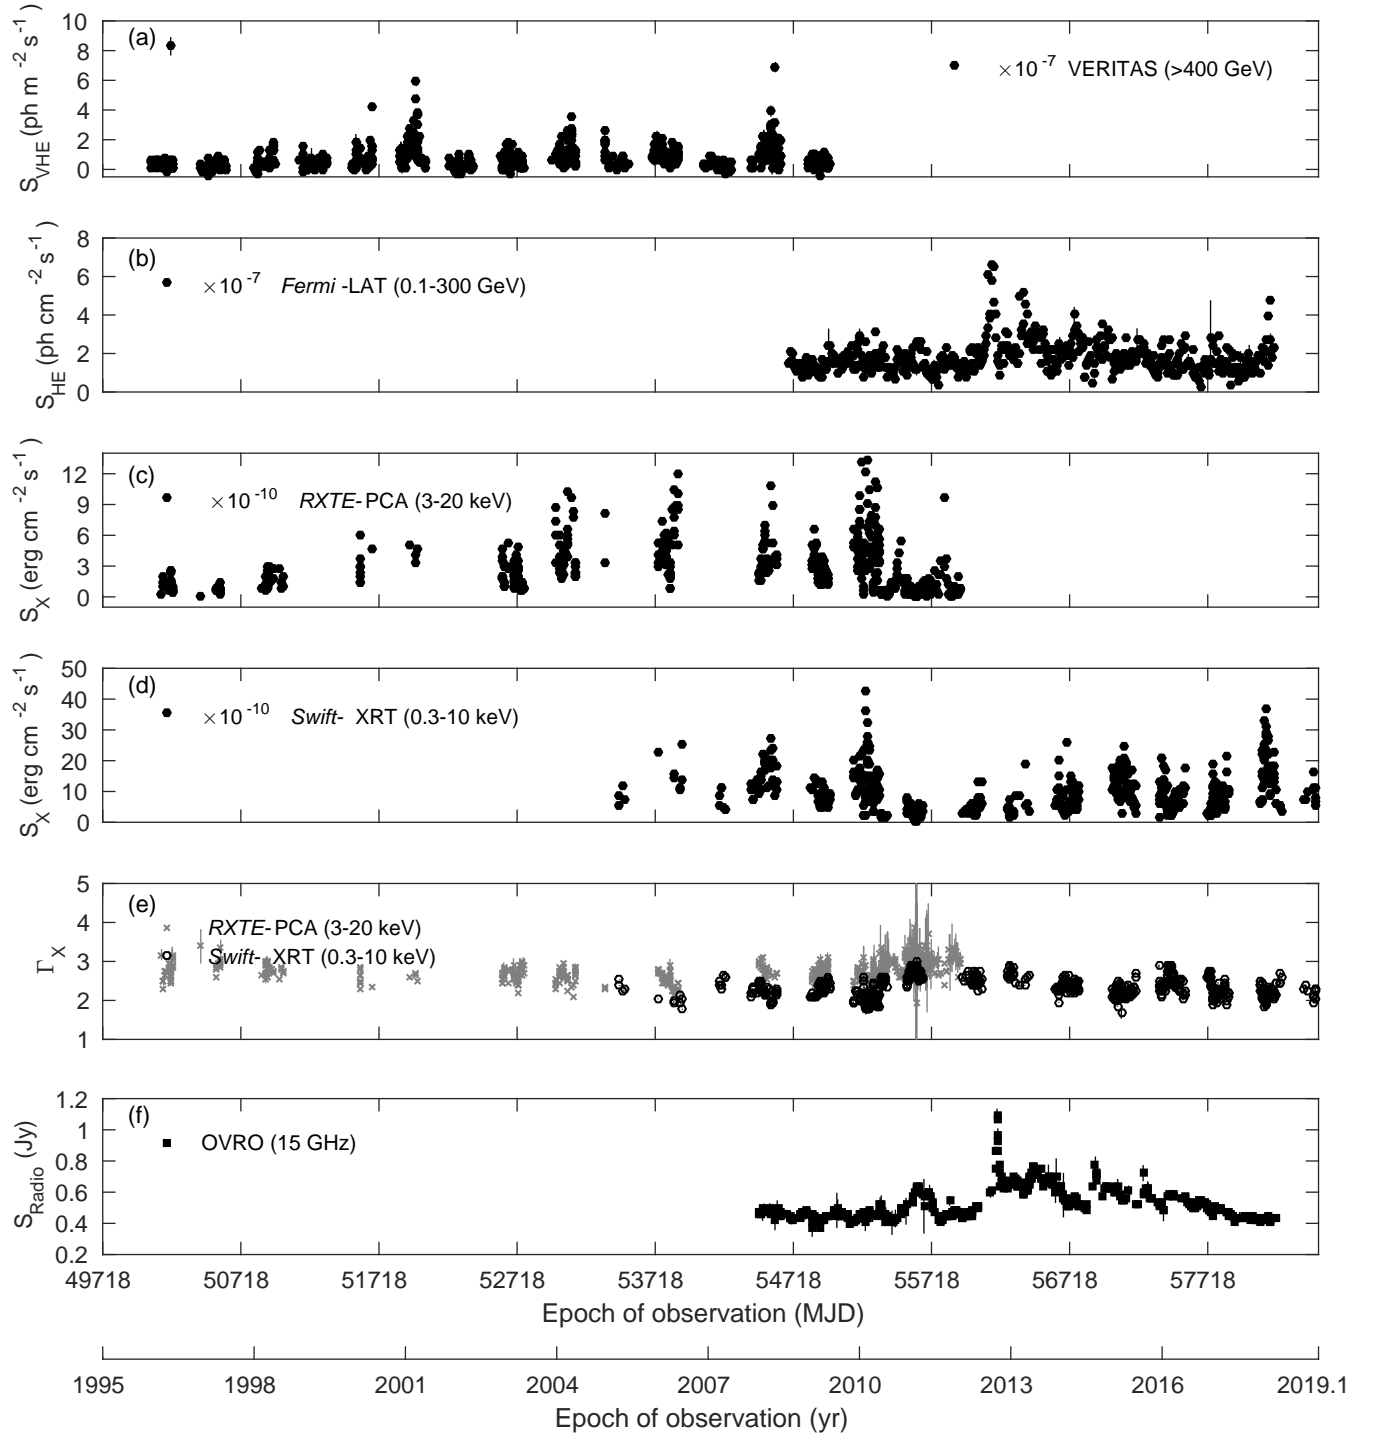 10
8
6
4
2
0
S_VHE (ph m^-2 s^-1)
(a)
×10^-7 VERITAS (>400 GeV)
8
6
4
2
0
S_HE (ph cm^-2 s^-1)
(b)
×10^-7 Fermi -LAT (0.1-300 GeV)
12
9
6
3
0
S_X (erg cm^-2 s^-1)
(c)
×10^-10 RXTE-PCA (3-20 keV)
50
40
30
20
10
0
S_X (erg cm^-2 s^-1)
(d)
×10^-10 Swift- XRT (0.3-10 keV)
5
4
3
2
1
Γ_X
(e)
RXTE-PCA (3-20 keV)
Swift- XRT (0.3-10 keV)
1.2
1
0.8
0.6
0.4
0.2
S_Radio (Jy)
(f)
OVRO (15 GHz)
49718 50718 51718 52718 53718 54718 55718 56718 57718
Epoch of observation (MJD)
1995 1998 2001 2004 2007 2010 2013 2016 2019.1
Epoch of observation (yr)